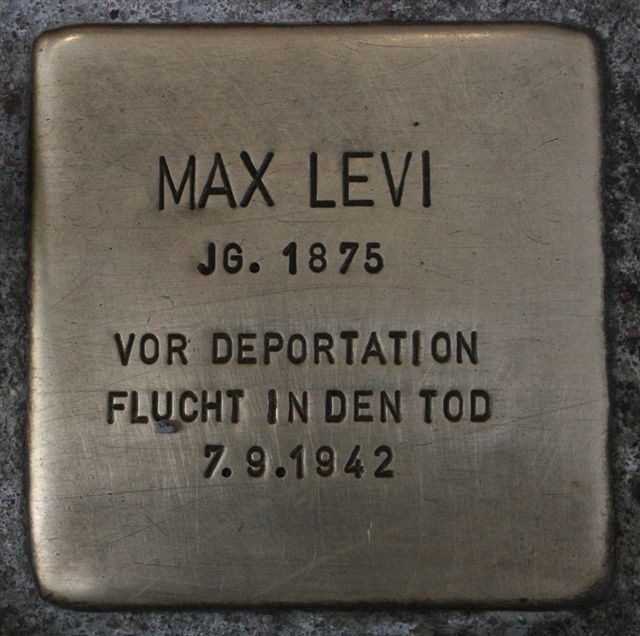 MAX LEVI
JG. 1875
VOR DEPORTATION
FLUCHT IN DEN TOD
7.9.1942